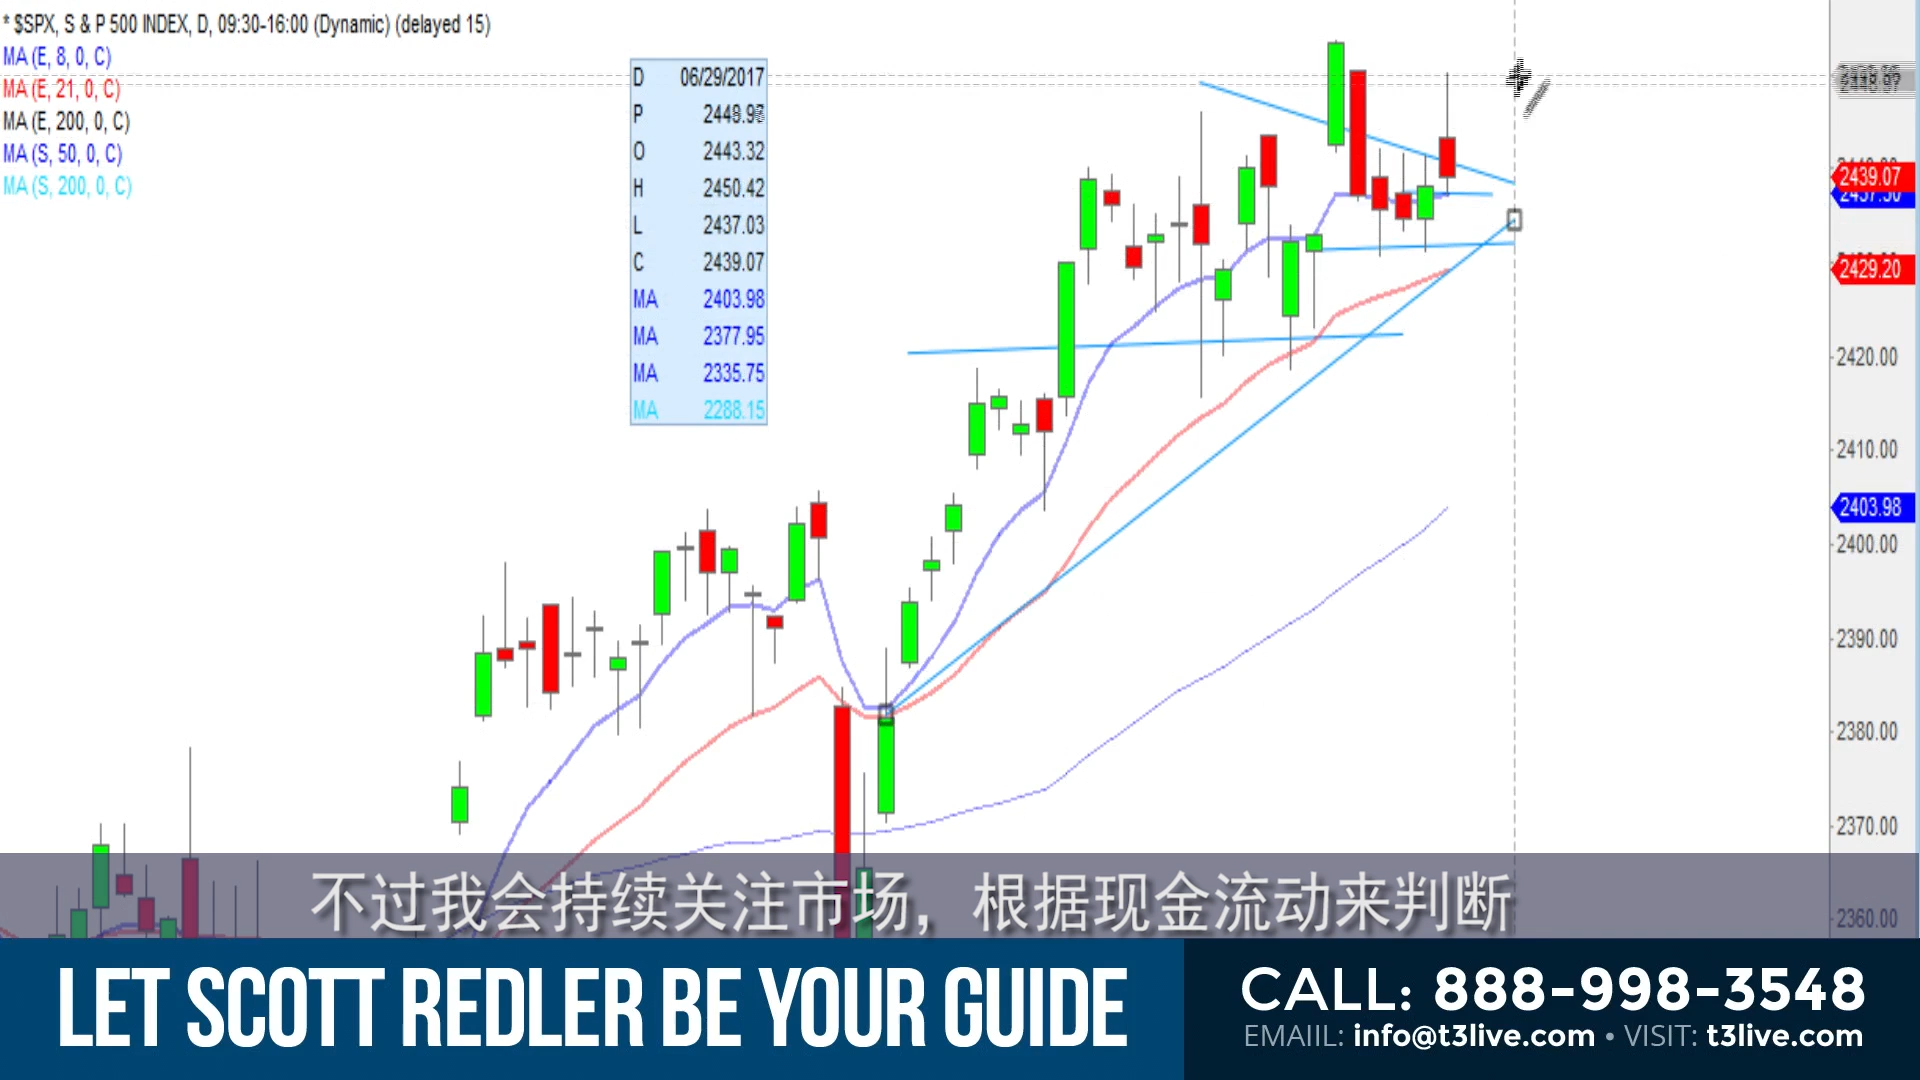 * $SPX, S & P 500 INDEX, D, 09:30-16:00 (Dynamic) (delayed 15)
MA (E, 8, 0, C)
MA (E, 21, 0, C)
MA (E, 200, 0, C)
MA (S, 50, 0, C)
MA (S, 200, 0, C)
D 06/29/2017
P
O 2443.32
H 2450.42
L 2437.03
C 2439.07
MA 2403.98
MA 2377.95
MA 2335.75
MA 2288.15
2439.07
2429.20
2420.00
2410.00
2403.98
2400.00
2390.00
2380.00
2370.00
2360.00
不过我会持续关注市场，根据现金流动来判断
LET SCOTT REDLER BE YOUR GUIDE
CALL: 888-998-3548
EMAIIL: info@t3live.com • VISIT: t3live.com